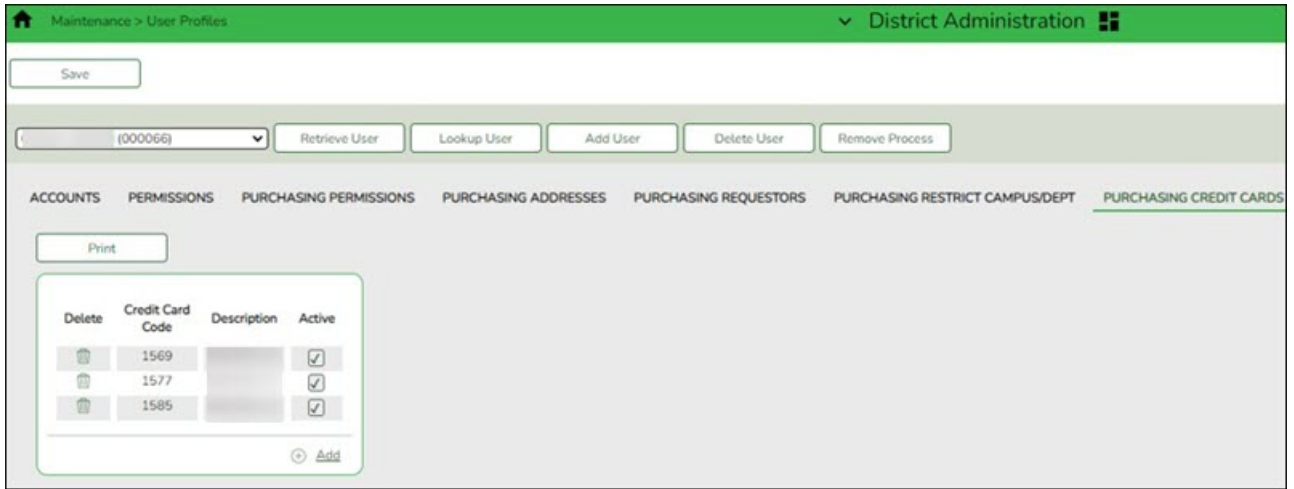 Maintenance > User Profiles District Administration
Save
(000066) Retrieve User Lookup User Add User Delete User Remove Process
ACCOUNTS PERMISSIONS PURCHASING PERMISSIONS PURCHASING ADDRESSES PURCHASING REQUESTORS PURCHASING RESTRICT CAMPUS/DEPT PURCHASING CREDIT CARDS
Print
Delete Credit Card Code Description Active
1569
1577
1585
Add